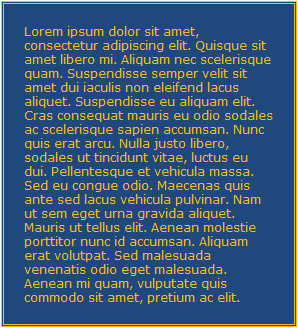 Lorem ipsum dolor sit amet,
consectetur adipiscing elit. Quisque sit
amet libero mi. Aliquam nec scelerisque
quam. Suspendisse semper velit sit
amet dui iaculis non eleifend lacus
aliquet. Suspendisse eu aliquam elit.
Cras consequat mauris eu odio sodales
ac scelerisque sapien accumsan. Nunc
quis erat arcu. Nulla justo libero,
sodales ut tincidunt vitae, luctus eu
dui. Pellentesque et vehicula massa.
Sed eu congue odio. Maecenas quis
ante sed lacus vehicula pulvinar. Nam
ut sem eget urna gravida aliquet.
Mauris ut tellus elit. Aenean molestie
porttitor nunc id accumsan. Aliquam
erat volutpat. Sed malesuada
venenatis odio eget malesuada.
Aenean mi quam, vulputate quis
commodo sit amet, pretium ac elit.